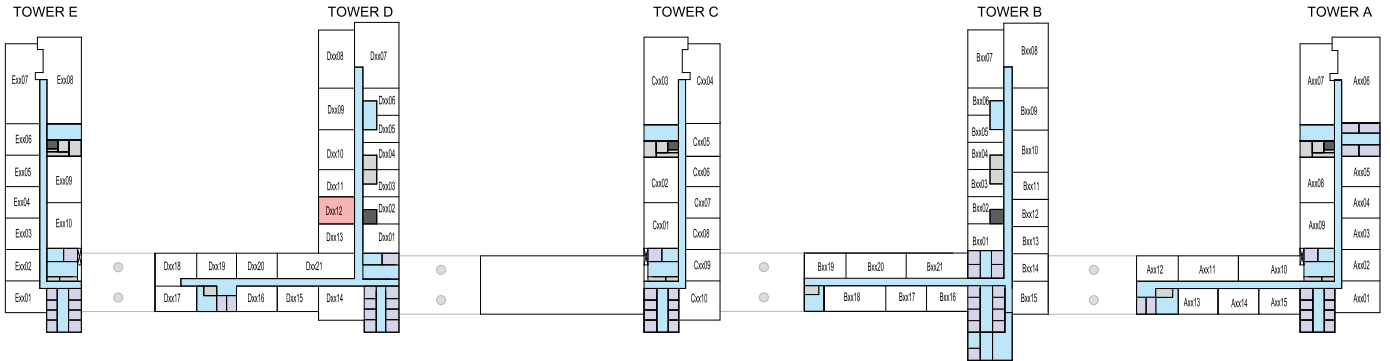 TOWER E
TOWER D
TOWER C
TOWER B
TOWER A
Exx07
Exx08
Exx06
Exx05
Exx09
Exx04
Exx03
Exx10
Exx02
Exx01
Dxx08
Dxx07
Dxx09
Dxx06
Dxx05
Dxx10
Dxx04
Dxx11
Dxx03
Dxx12
Dxx02
Dxx13
Dxx01
Dxx18
Dxx19
Dxx20
Dxx21
Dxx17
Dxx16
Dxx15
Dxx14
Cxx03
Cxx04
Cxx05
Cxx02
Cxx06
Cxx07
Cxx01
Cxx08
Cxx09
Cxx10
Bxx07
Bxx08
Bxx06
Bxx09
Bxx05
Bxx04
Bxx10
Bxx03
Bxx11
Bxx02
Bxx12
Bxx01
Bxx13
Bxx19
Bxx20
Bxx21
Bxx14
Bxx18
Bxx17
Bxx16
Bxx15
Axx07
Axx06
Axx08
Axx05
Axx04
Axx09
Axx03
Axx12
Axx11
Axx10
Axx02
Axx13
Axx14
Axx15
Axx01